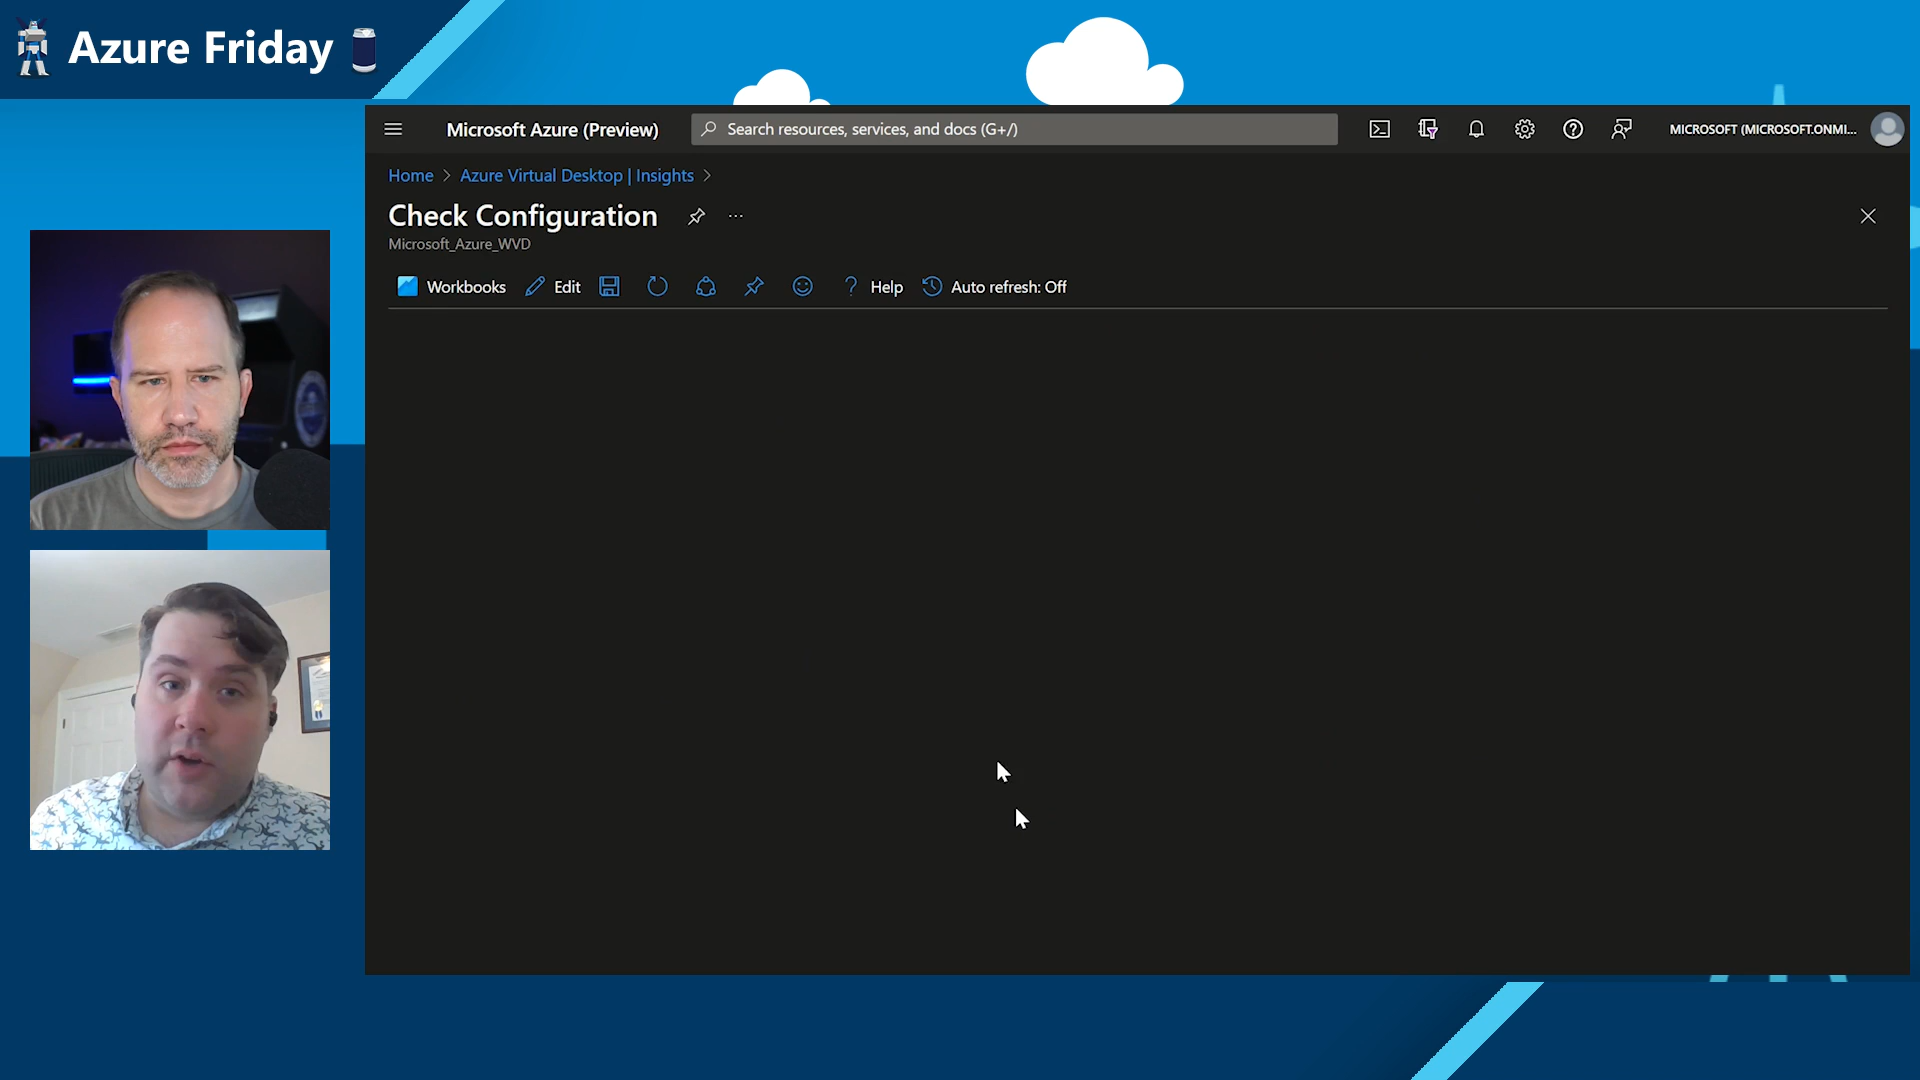 Azure Friday
Microsoft Azure (Preview)
Search resources, services, and docs (G+/)
MICROSOFT (MICROSOFT.ONMI...
Home > Azure Virtual Desktop | Insights >
Check Configuration
Microsoft_Azure_WVD
Workbooks Edit Help Auto refresh: Off